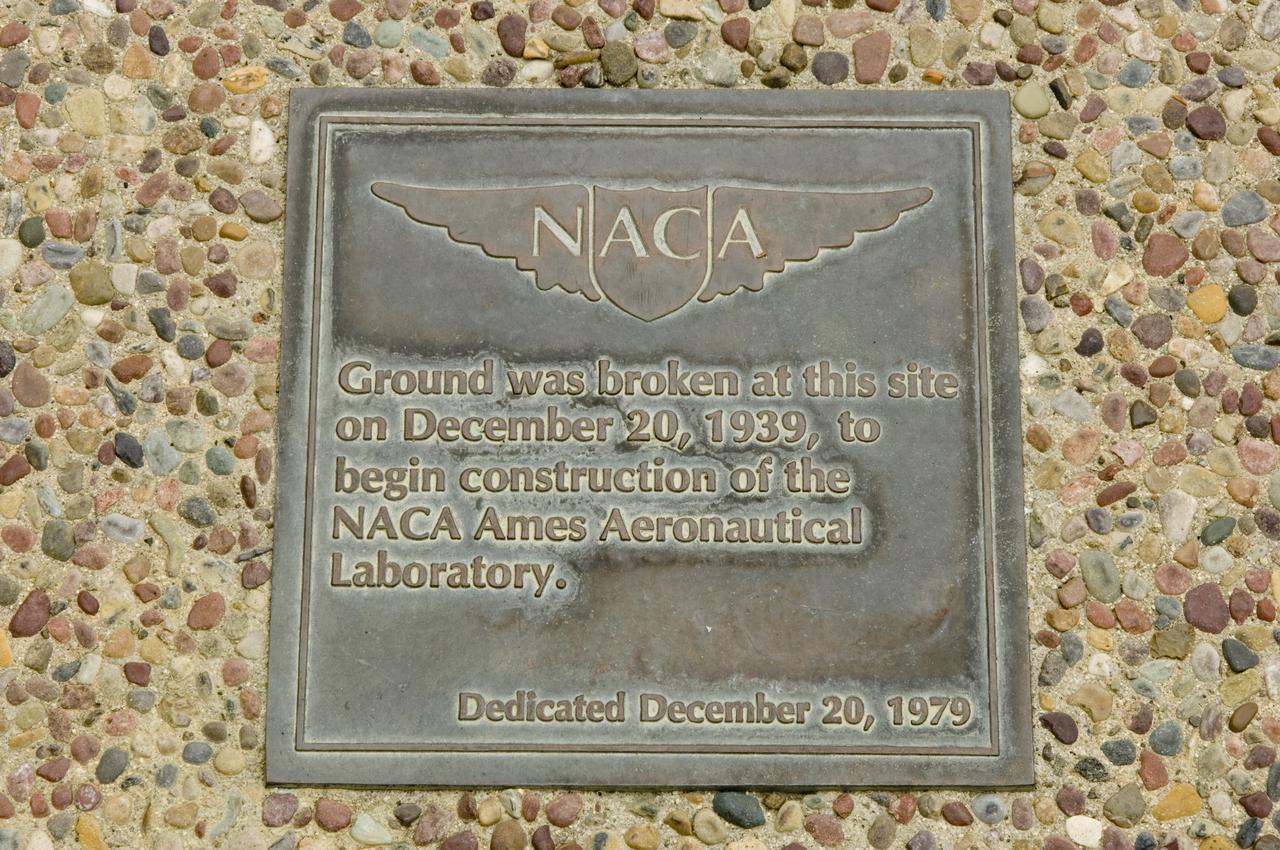 NACA
Ground was broken at this site
on December 20, 1939, to
begin construction of the
NACA Ames Aeronautical
Laboratory.
Dedicated December 20, 1979